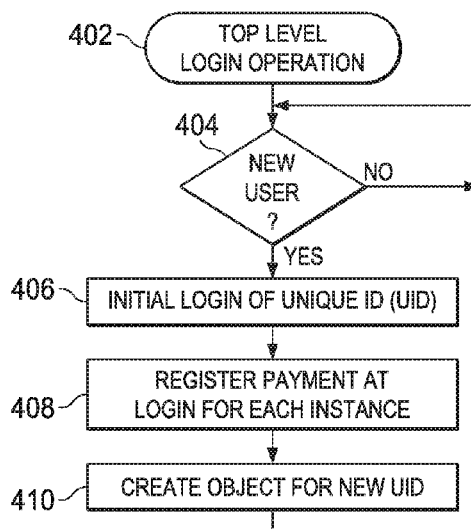 402
TOP LEVEL
LOGIN OPERATION
404
NEW
USER
?
NO
YES
406
INITIAL LOGIN OF UNIQUE ID (UID)
408
REGISTER PAYMENT AT
LOGIN FOR EACH INSTANCE
410
CREATE OBJECT FOR NEW UID